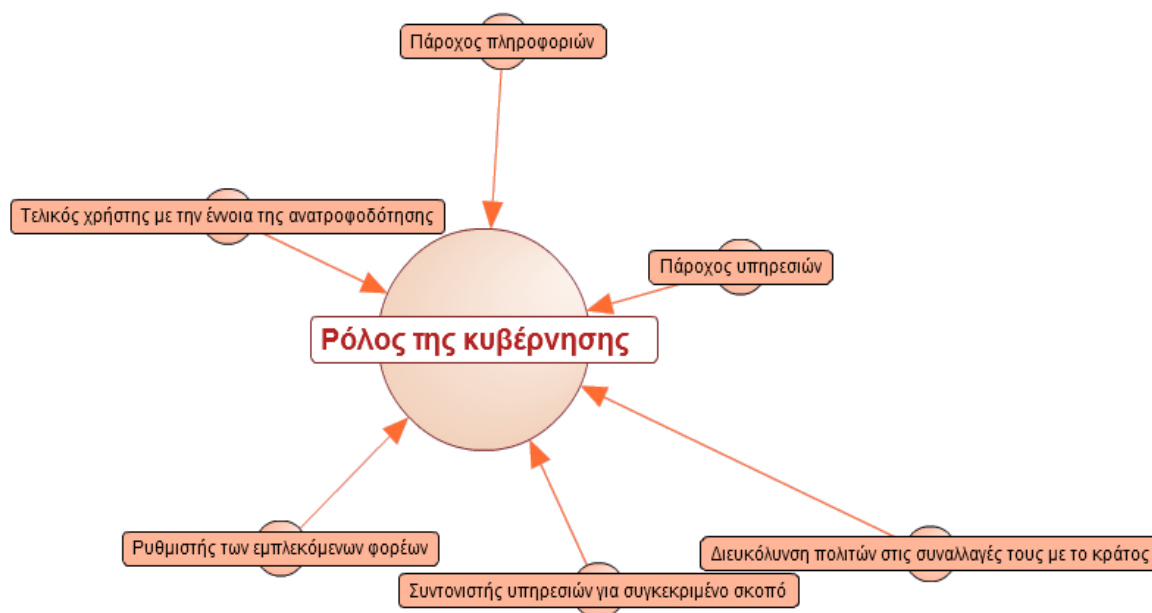 Πάροχος πληροφοριών
Τελικός χρήστης με την έννοια της ανατροφοδότησης
Πάροχος υπηρεσιών
Ρόλος της κυβέρνησης
Ρυθμιστής των εμπλεκόμενων φορέων
Διευκόλυνση πολιτών στις συναλλαγές τους με το κράτος
Συντονιστής υπηρεσιών για συγκεκριμένο σκοπό